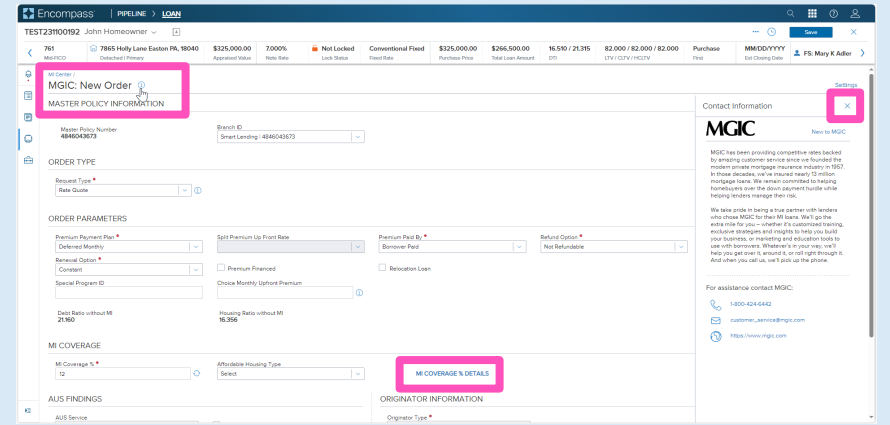 Encompass® PIPELINE > LOAN
TEST231100192 John Homeowner
Save
761
Mid-FICO
7865 Holly Lane Easton PA, 18040
Detached | Primary
$325,000.00
Appraised Value
7.000%
Note Rate
Not Locked
Lock Status
Conventional Fixed
Fixed Rate
$325,000.00
Purchase Price
$266,500.00
Total Loan Amount
16.510 / 21.315
DTI
82.000 / 82.000 / 82.000
LTV / CLTV / HCLTV
Purchase
First
MM/DD/YYYY
Est Closing Date
FS: Mary K Adler
MI Center /
MGIC: New Order
Settings
MASTER POLICY INFORMATION
Master Policy Number
4846043673
Branch ID
Smart Lending | 4846043673
ORDER TYPE
Request Type *
Rate Quote
ORDER PARAMETERS
Premium Payment Plan *
Deferred Monthly
Split Premium Up Front Rate
Premium Paid By *
Borrower Paid
Refund Option *
Not Refundable
Renewal Option *
Constant
Premium Financed
Relocation Loan
Special Program ID
Choice Monthly Upfront Premium
Debt Ratio without MI
21.160
Housing Ratio without MI
16.356
MI COVERAGE
MI Coverage % *
12
Affordable Housing Type
Select
MI COVERAGE % DETAILS
AUS FINDINGS
AUS Service
ORIGINATOR INFORMATION
Originator Type *
Contact Information
MGIC
New to MGIC
MGIC has been providing competitive rates backed
by amazing customer service since we founded the
modern private mortgage insurance industry in 1957.
In those decades, we've insured nearly 13 million
mortgage loans. We remain committed to helping
homebuyers over the down payment hurdle while
helping lenders manage their risk.
We take pride in being a true partner with lenders
who chose MGIC for their MI loans. We'll go the
extra mile for you – whether it's customized training,
exclusive strategies and insights to help you build
your business, or marketing and education tools to
use with borrowers. Whatever's in your way, we'll
help you get over it, around it, or roll right through it.
And when you call us, we'll pick up the phone.
For assistance contact MGIC:
1-800-424-6442
customer_service@mgic.com
https://www.mgic.com